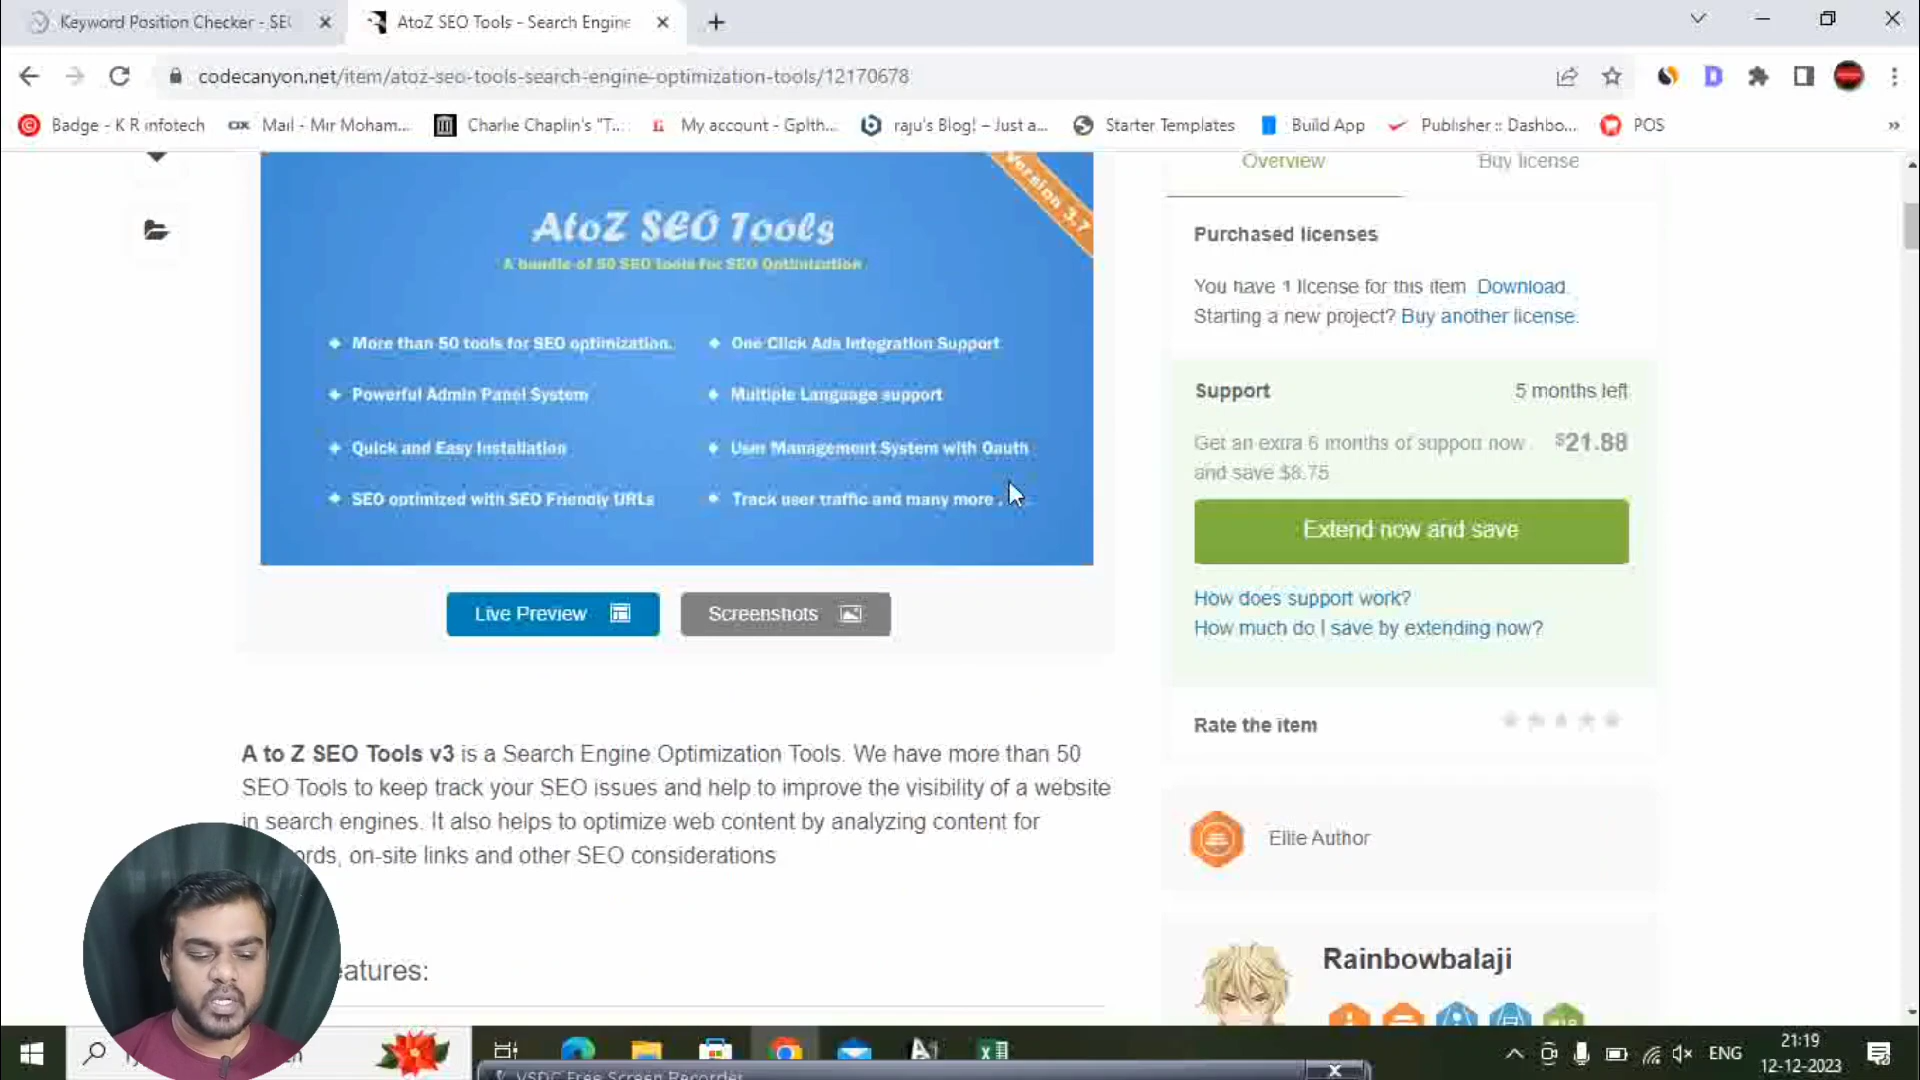 Keyword Position Checker - SEO
AtoZ SEO Tools - Search Engine
codecanyon.net/item/atoz-seo-tools-search-engine-optimization-tools/12170678
Badge - K R infotech
Mail - Mir Moham...
Charlie Chaplin's "T...
My account - Gplth...
raju's Blog! – Just a...
Starter Templates
Build App
Publisher :: Dashbo...
POS
»
Version 3.7
AtoZ SEO Tools
A bundle of 50 SEO tools for SEO Optimization
More than 50 tools for SEO optimization.
One Click Ads Integration Support
Powerful Admin Panel System
Multiple Language support
Quick and Easy Installation
User Management System with Oauth
SEO optimized with SEO Friendly URLs
Track user traffic and many more .
Live Preview
Screenshots
Overview
Buy license
Purchased licenses
You have 1 license for this item Download.
Starting a new project? Buy another license.
Support
5 months left
Get an extra 6 months of support now
and save $8.75
$21.88
Extend now and save
How does support work?
How much do I save by extending now?
Rate the item
Elite Author
Rainbowbalaji
A to Z SEO Tools v3 is a Search Engine Optimization Tools. We have more than 50
SEO Tools to keep track your SEO issues and help to improve the visibility of a website
in search engines. It also helps to optimize web content by analyzing content for
ords, on-site links and other SEO considerations
eatures:
VSDC Free Screen Recorder
ENG
21:19
12-12-2023